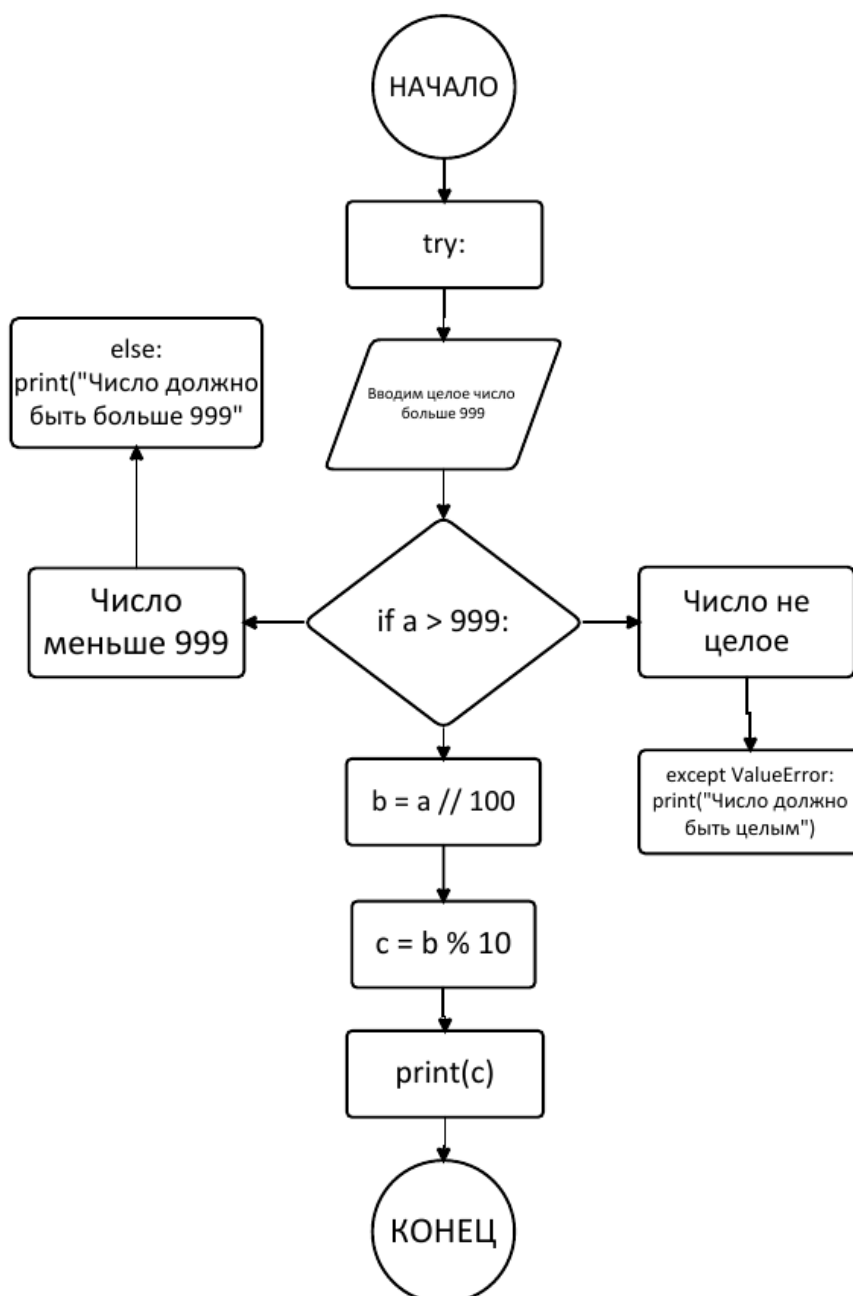 НАЧАЛО
try:
else:
print("Число должно
быть больше 999"
Вводим целое число
больше 999
Число
меньше 999
if a > 999:
Число не
целое
b = a // 100
except ValueError:
print("Число должно
быть целым")
c = b % 10
print(c)
КОНЕЦ